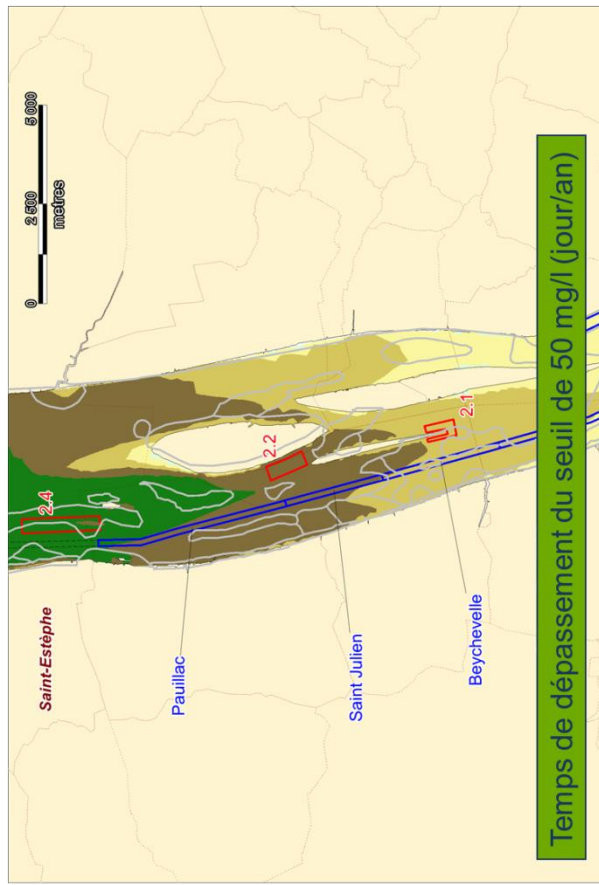 0 2 500 5 000
metres
Saint-Estèphe
2.4
Pauillac
2.2
Saint Julien
2.1
Beychevelle
Temps de dépassement du seuil de 50 mg/l (jour/an)